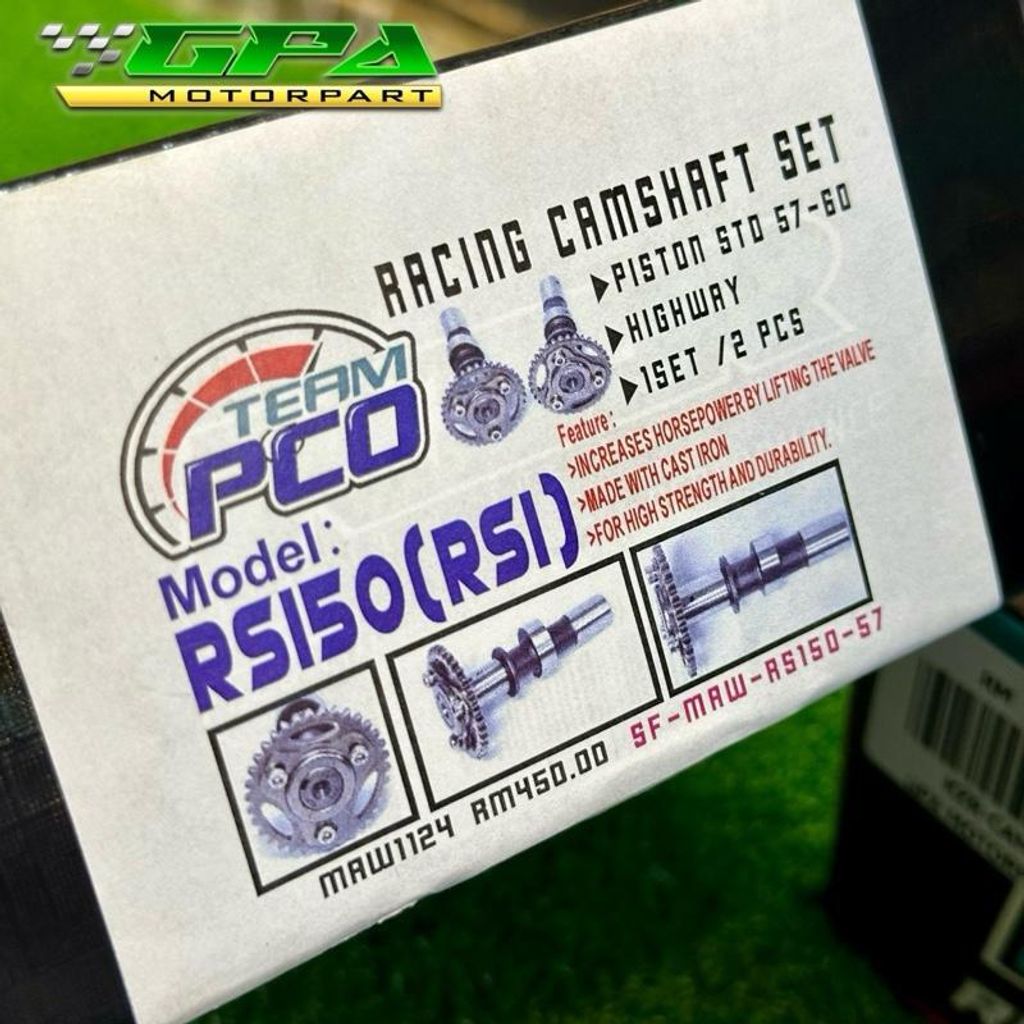 GPA
MOTORPART
RACING CAMSHAFT SET
▶PISTON STD 57-60
▶HIGHWAY
▶1SET /2 PCS
TEAM
PCO
Feature :
>INCREASES HORSEPOWER BY LIFTING THE VALVE
>MADE WITH CAST IRON
>FOR HIGH STRENGTH AND DURABILITY.
Model:
RS150(RS1)
MAW1124 RM450.00 SF-MAW-RS150-57
RM